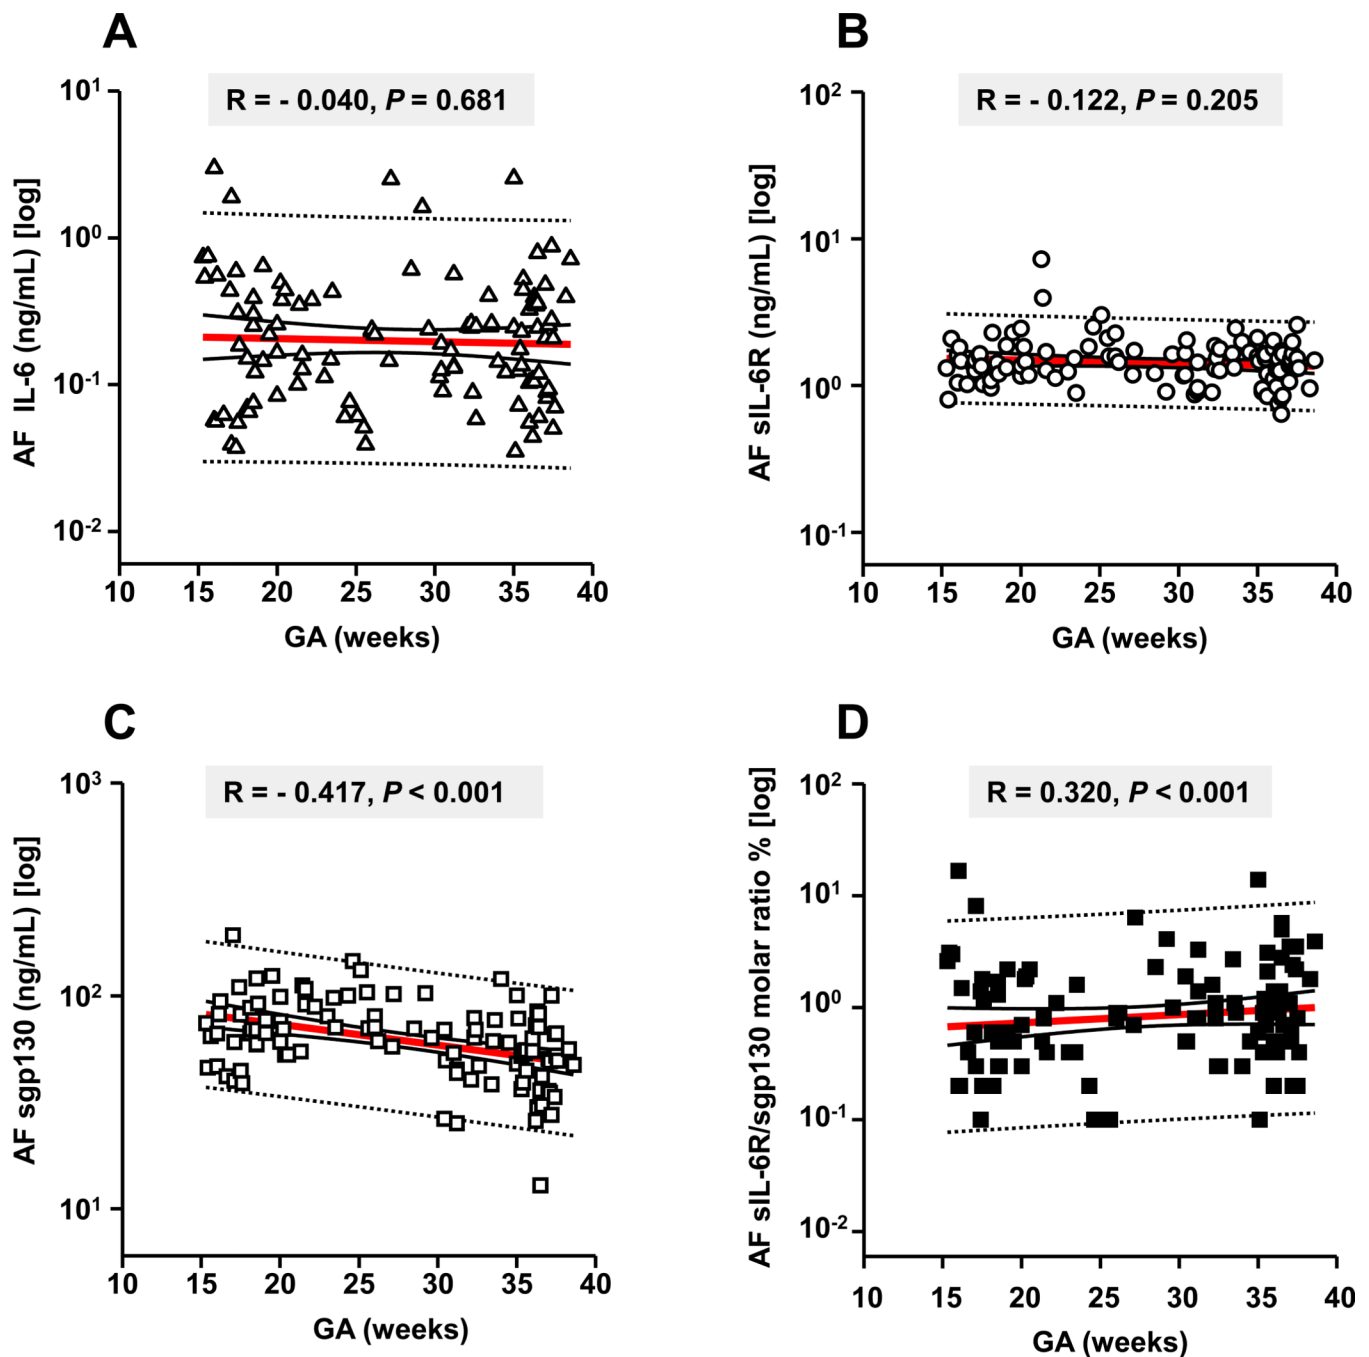 A
R = - 0.040, P = 0.681
AF IL-6 (ng/mL) [log]
10¹
10⁰
10⁻¹
10⁻²
10 15 20 25 30 35 40
GA (weeks)
B
R = - 0.122, P = 0.205
AF sIL-6R (ng/mL) [log]
10²
10¹
10⁰
10⁻¹
10 15 20 25 30 35 40
GA (weeks)
C
R = - 0.417, P < 0.001
AF sgp130 (ng/mL) [log]
10³
10²
10¹
10 15 20 25 30 35 40
GA (weeks)
D
R = 0.320, P < 0.001
AF sIL-6R/sgp130 molar ratio % [log]
10²
10¹
10⁰
10⁻¹
10⁻²
10 15 20 25 30 35 40
GA (weeks)